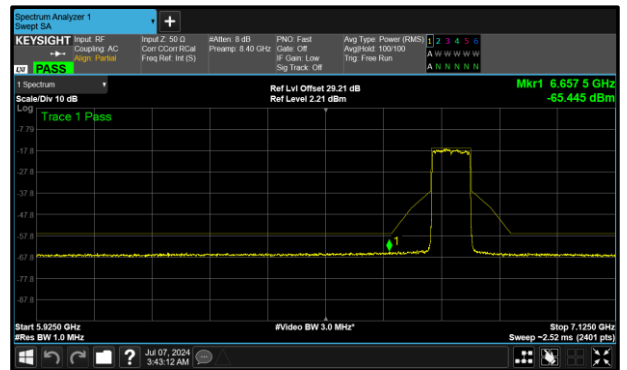 Spectrum Analyzer 1
Swept SA
KEYSIGHT
Input: RF
Coupling: AC
Align: Partial
Input Z: 50 Ω
Corr CCorr RCal
Freq Ref: Int (S)
#Atten: 8 dB
Preamp: 8.40 GHz
PNO: Fast
Gate: Off
IF Gain: Low
Sig Track: Off
Avg Type: Power (RMS)
Avg|Hold: 100/100
Trig: Free Run
1 2 3 4 5 6
A W W W W W
A N N N N N
LXI PASS
1 Spectrum
Scale/Div 10 dB
Ref Lvl Offset 29.21 dB
Ref Level 2.21 dBm
Mkr1 6.657 5 GHz
-65.445 dBm
Log
Trace 1 Pass
-7.79
-17.8
-27.8
-37.8
-47.8
-57.8
-67.8
-77.8
-87.8
1
Start 5.9250 GHz
#Res BW 1.0 MHz
#Video BW 3.0 MHz*
Stop 7.1250 GHz
Sweep ~2.52 ms (2401 pts)
?
Jul 07, 2024
3:43:12 AM